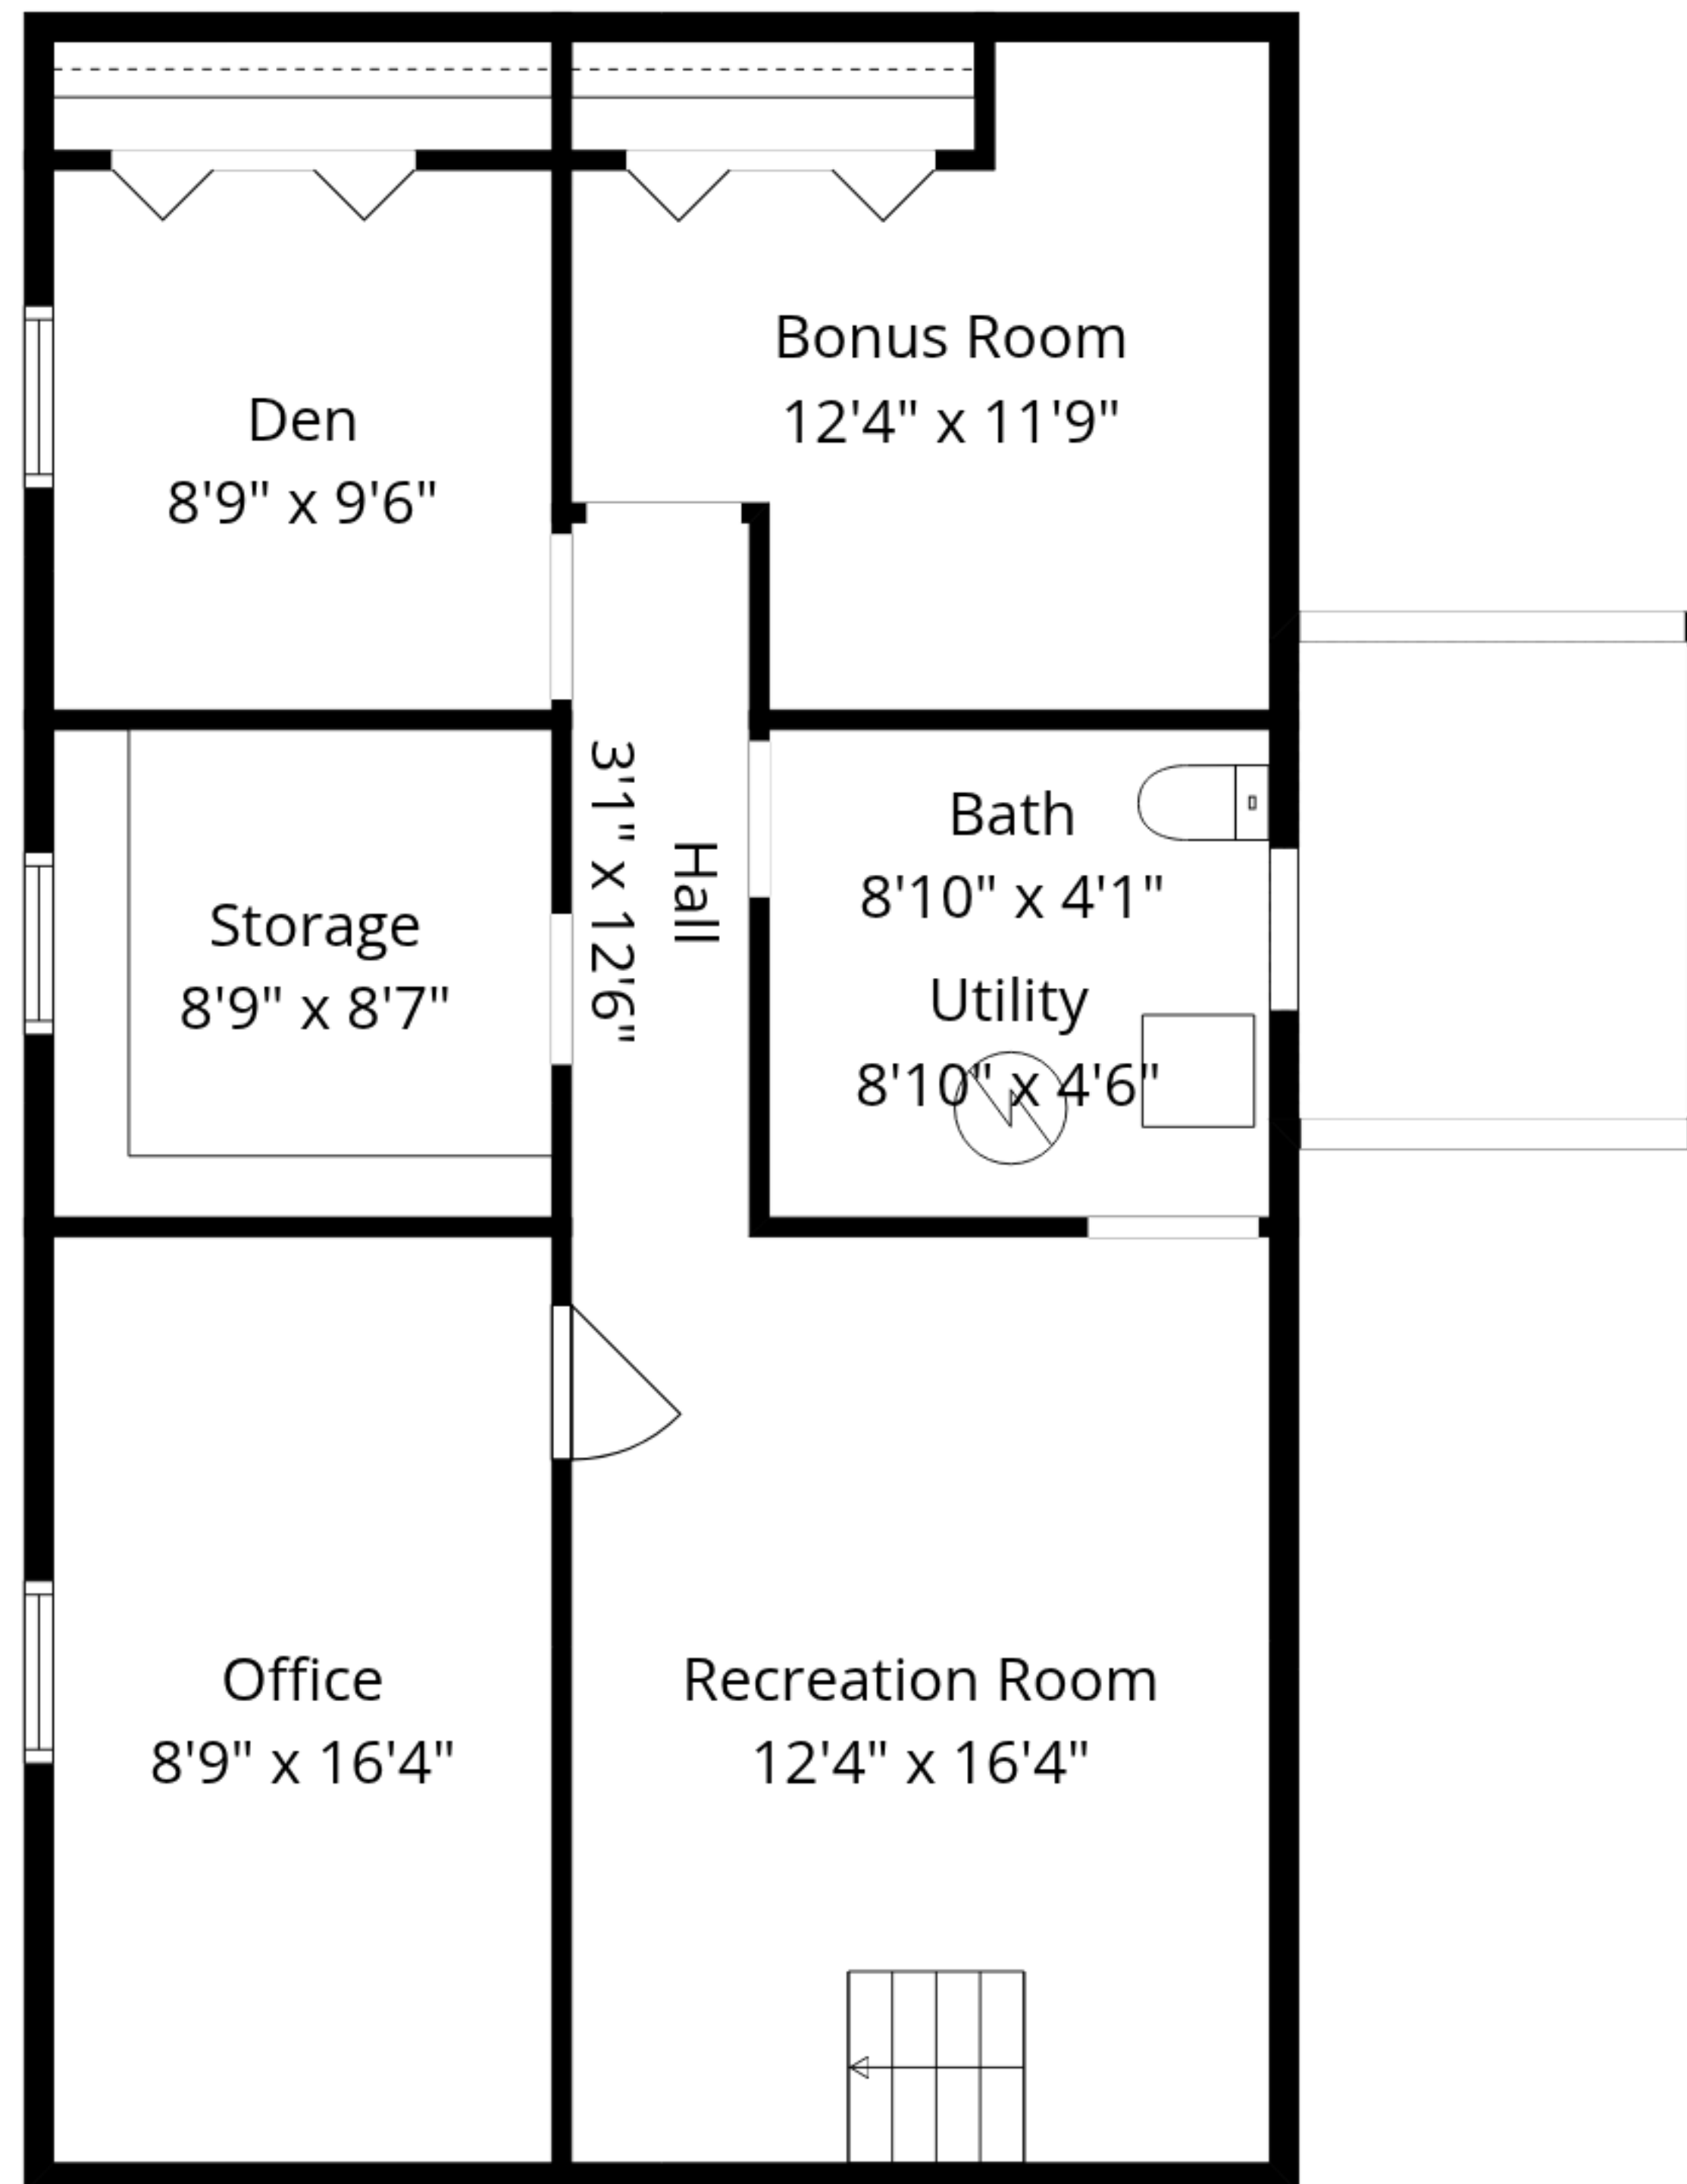 Bonus Room
12'4" x 11'9"
Den
8'9" x 9'6"
Hall
3'1" x 12'6"
Bath
8'10" x 4'1"
Storage
8'9" x 8'7"
Utility
8'10" x 4'6"
Office
8'9" x 16'4"
Recreation Room
12'4" x 16'4"